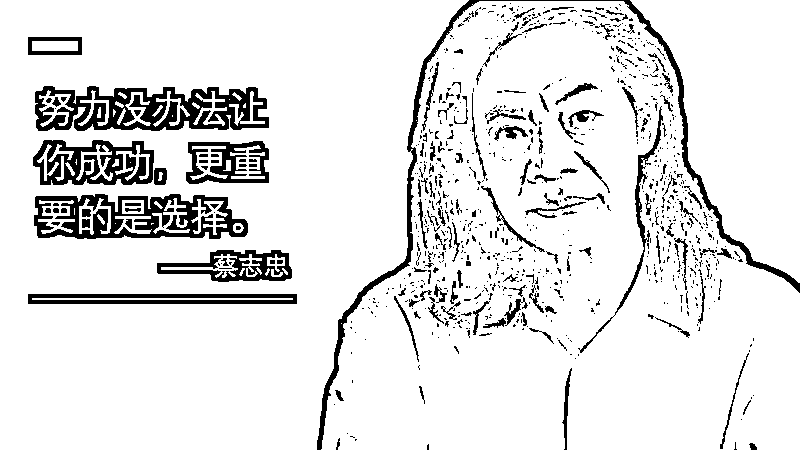 努力没办法让
你成功，更重
要的是选择。
——蔡志忠